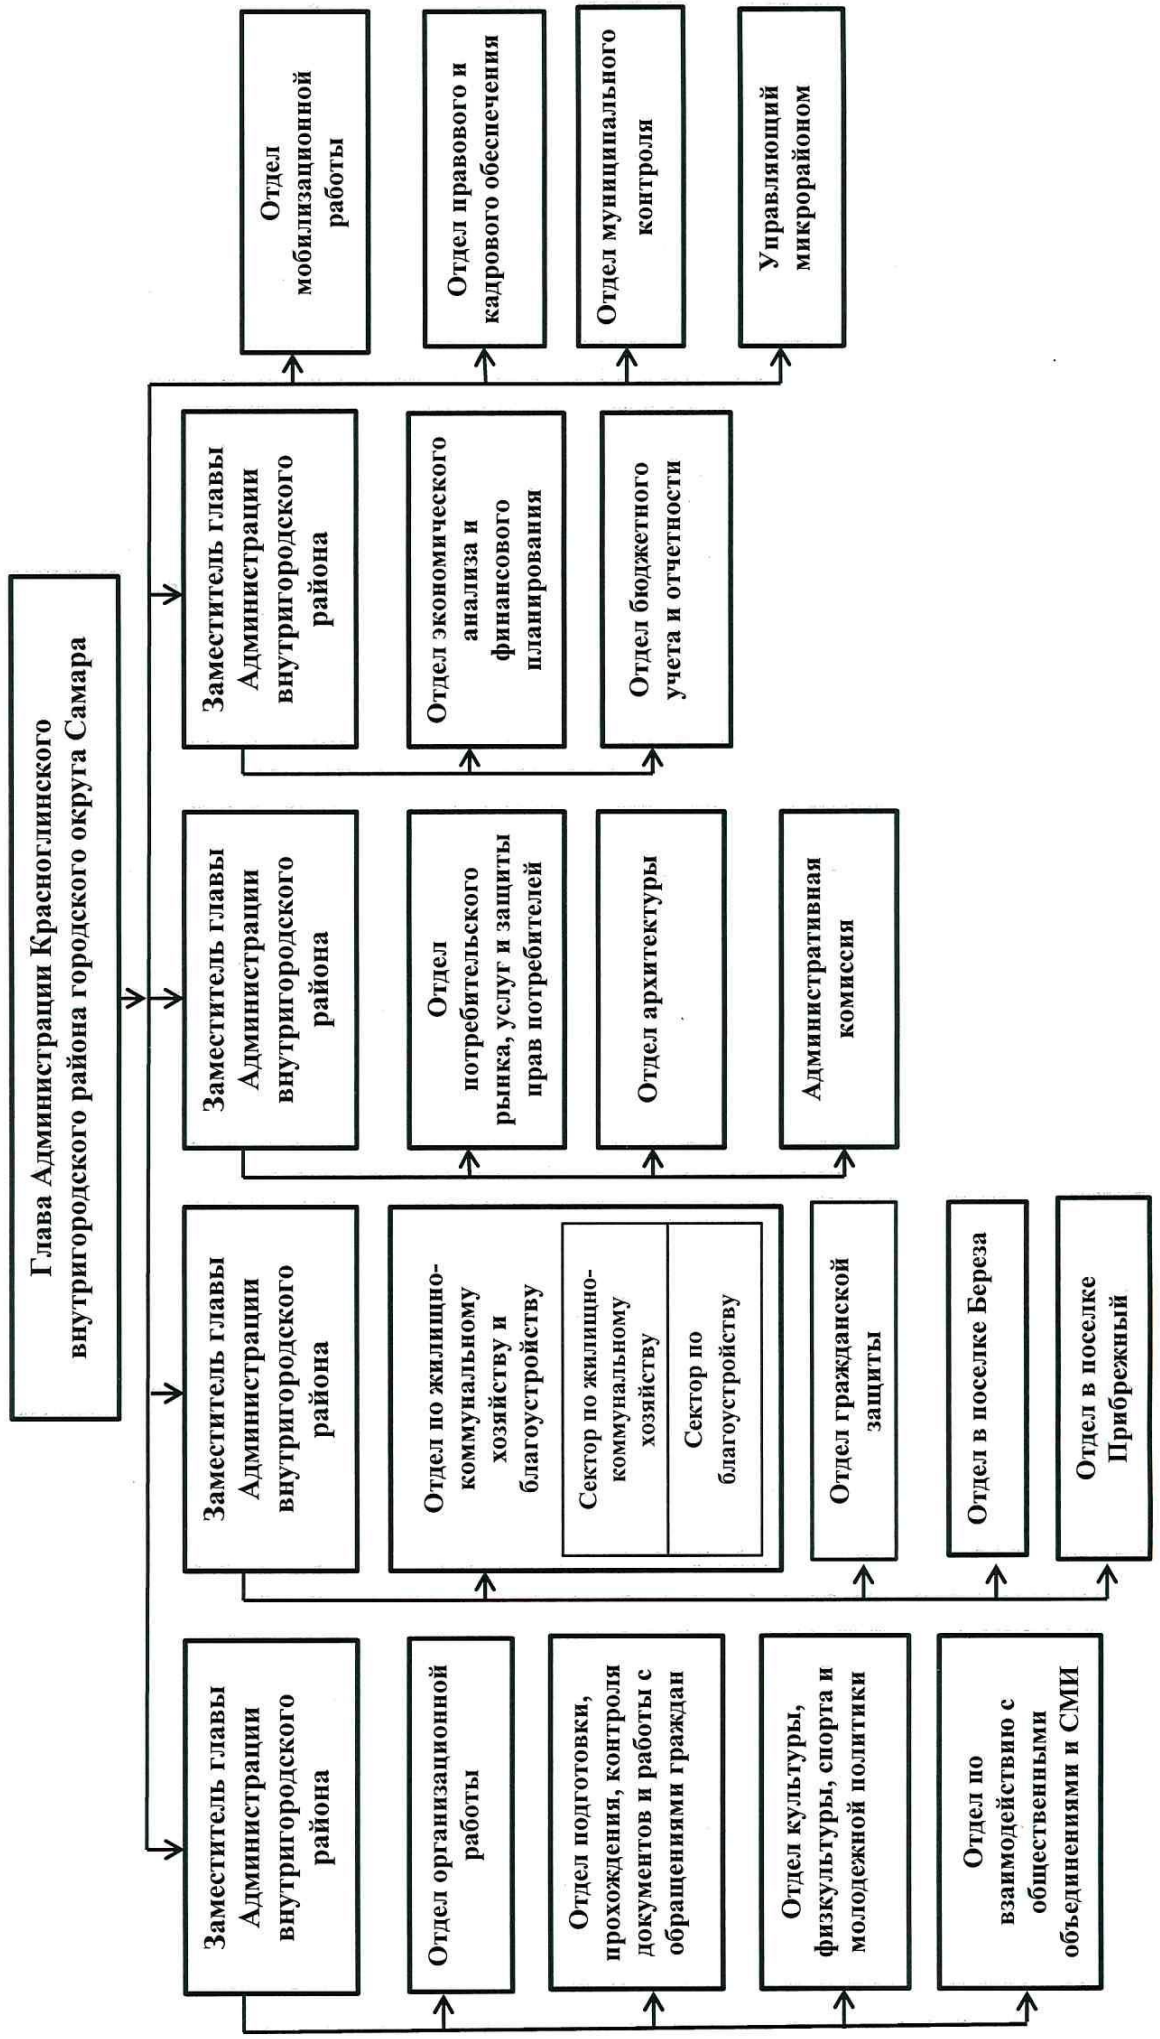 Глава Администрации Красноглинского
внутригородского района городского округа Самара
Заместитель главы
Администрации
внутригородского
района
Отдел организационной
работы
Отдел подготовки,
прохождения, контроля
документов и работы с
обращениями граждан
Отдел культуры,
физкультуры, спорта и
молодежной политики
Отдел по
взаимодействию с
общественными
объединениями и СМИ
Заместитель главы
Администрации
внутригородского
района
Отдел по жилищно-
коммунальному
хозяйству и
благоустройству
Сектор по жилищно-
коммунальному
хозяйству
Сектор по
благоустройству
Отдел гражданской
защиты
Отдел в поселке Береза
Отдел в поселке
Прибрежный
Заместитель главы
Администрации
внутригородского
района
Отдел
потребительского
рынка, услуг и защиты
прав потребителей
Отдел архитектуры
Административная
комиссия
Заместитель главы
Администрации
внутригородского
района
Отдел экономического
анализа и
финансового
планирования
Отдел бюджетного
учета и отчетности
Отдел
мобилизационной
работы
Отдел правового и
кадрового обеспечения
Отдел муниципального
контроля
Управляющий
микрорайоном